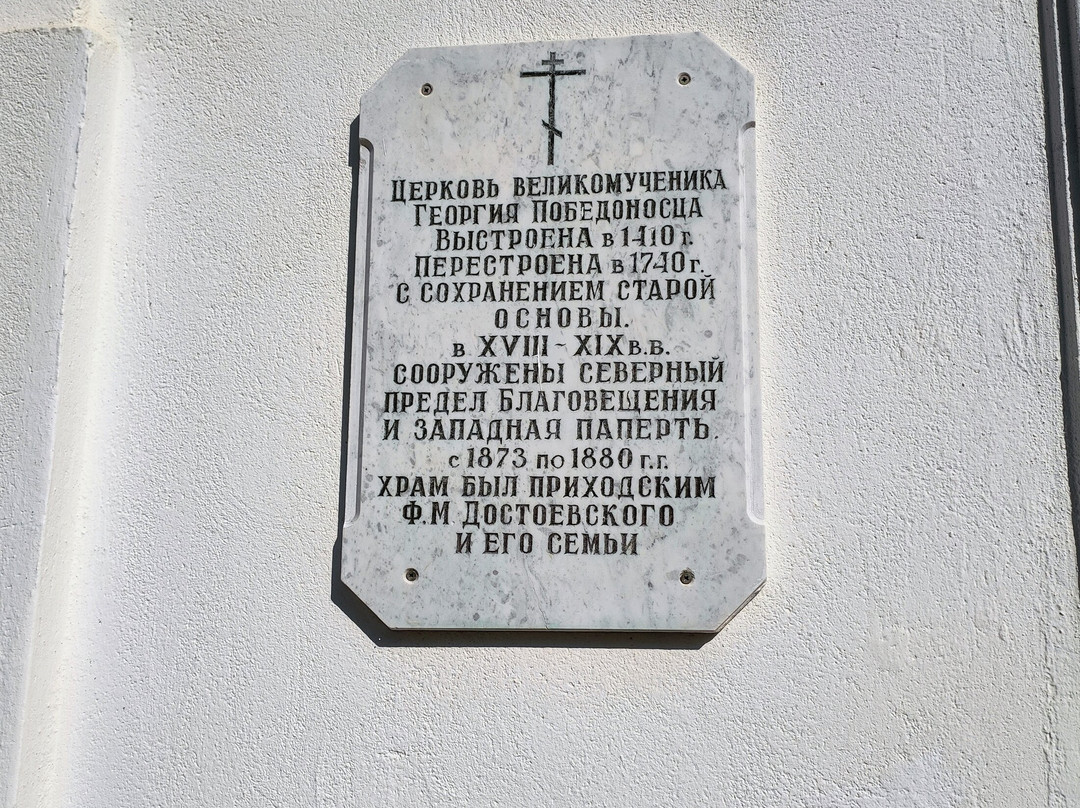 ЦЕРКОВЬ ВЕЛИКОМУЧЕНИКА
ГЕОРГИЯ ПОБЕДОНОСЦА
ВЫСТРОЕНА в 1410 г.
ПЕРЕСТРОЕНА в 1740 г.
С СОХРАНЕНИЕМ СТАРОЙ
ОСНОВЫ.
в XVIII ~ XIX в.в.
СООРУЖЕНЫ СЕВЕРНЫЙ
ПРЕДЕЛ БЛАГОВЕЩЕНИЯ
И ЗАПАДНАЯ ПАПЕРТЬ.
с 1873 по 1880 г.г.
ХРАМ БЫЛ ПРИХОДСКИМ
Ф.М ДОСТОЕВСКОГО
И ЕГО СЕМЬИ